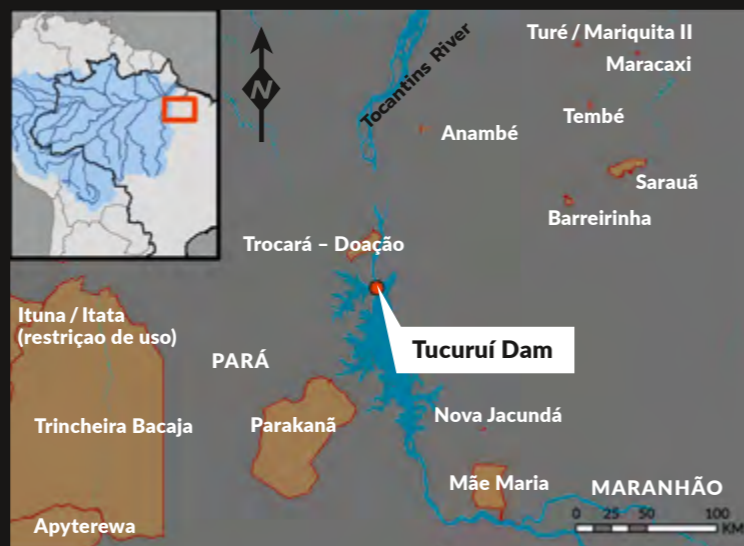 Turé / Mariquita II
Maracaxi
Tocantins River
N
Tembé
Anambé
Sarauã
Barreirinha
Trocará – Doação
Ituna / Itata
(restriçao de uso)
Tucuruí Dam
PARÁ
Nova Jacundá
Trincheira Bacaja
Parakanã
Mãe Maria
MARANHÃO
0 25 50 100
KM
Apyterewa